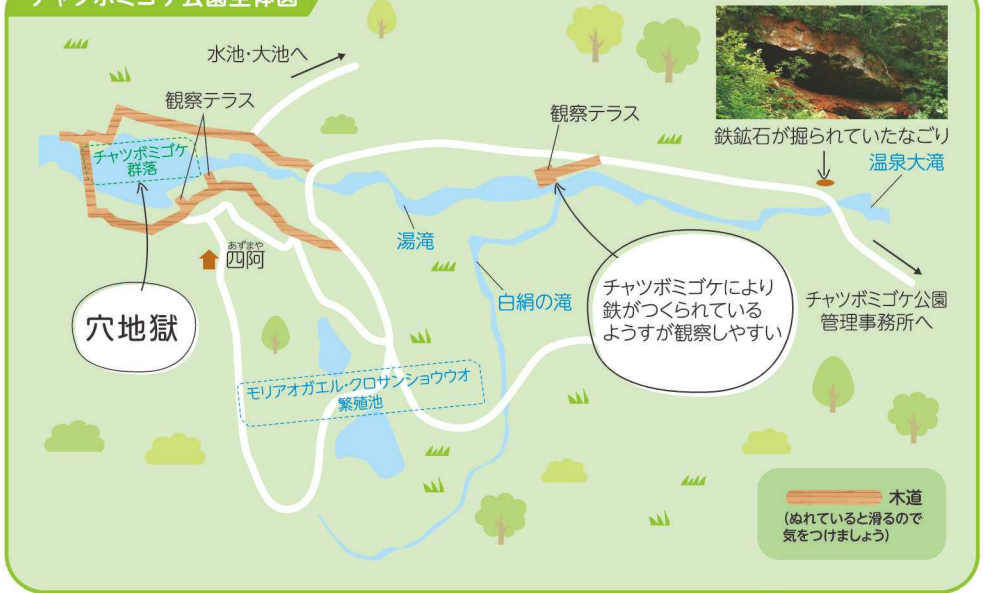 チャツボミゴケ公園全体図
水池・大池へ
観察テラス
チャツボミゴケ
群落
あずまや
四阿
穴地獄
湯滝
白絹の滝
モリアオガエル・クロサンショウウオ
繁殖池
観察テラス
チャツボミゴケにより
鉄がつくられている
ようすが観察しやすい
鉄鉱石が掘られていたなごり
温泉大滝
チャツボミゴケ公園
管理事務所へ
木道
(ぬれていると滑るので
気をつけましょう)